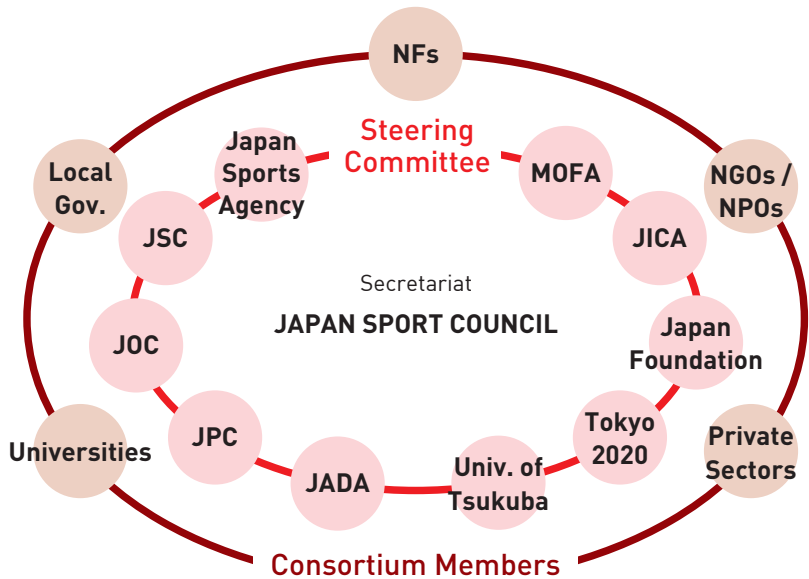 NFs
Steering
Committee
Japan
Sports
Agency
MOFA
Local
Gov.
NGOs /
NPOs
JSC
JICA
Secretariat
JAPAN SPORT COUNCIL
JOC
Japan
Foundation
JPC
Tokyo
2020
Universities
Private
Sectors
JADA
Univ. of
Tsukuba
Consortium Members